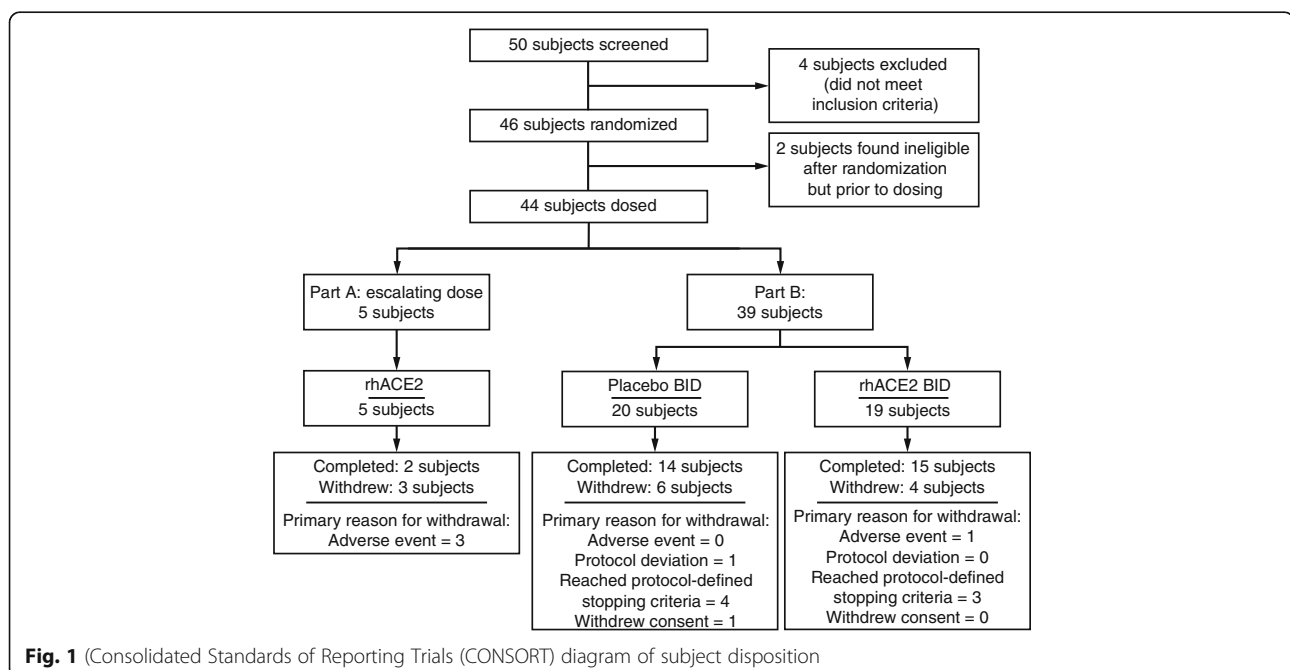 50 subjects screened
4 subjects excluded
(did not meet
inclusion criteria)
46 subjects randomized
2 subjects found ineligible
after randomization
but prior to dosing
44 subjects dosed
Part A: escalating dose
5 subjects
Part B:
39 subjects
rhACE2
5 subjects
Placebo BID
20 subjects
rhACE2 BID
19 subjects
Completed: 2 subjects
Withdrew: 3 subjects
Primary reason for withdrawal:
Adverse event = 3
Completed: 14 subjects
Withdrew: 6 subjects
Primary reason for withdrawal:
Adverse event = 0
Protocol deviation = 1
Reached protocol-defined
stopping criteria = 4
Withdrew consent = 1
Completed: 15 subjects
Withdrew: 4 subjects
Primary reason for withdrawal:
Adverse event = 1
Protocol deviation = 0
Reached protocol-defined
stopping criteria = 3
Withdrew consent = 0
Fig. 1 (Consolidated Standards of Reporting Trials (CONSORT) diagram of subject disposition